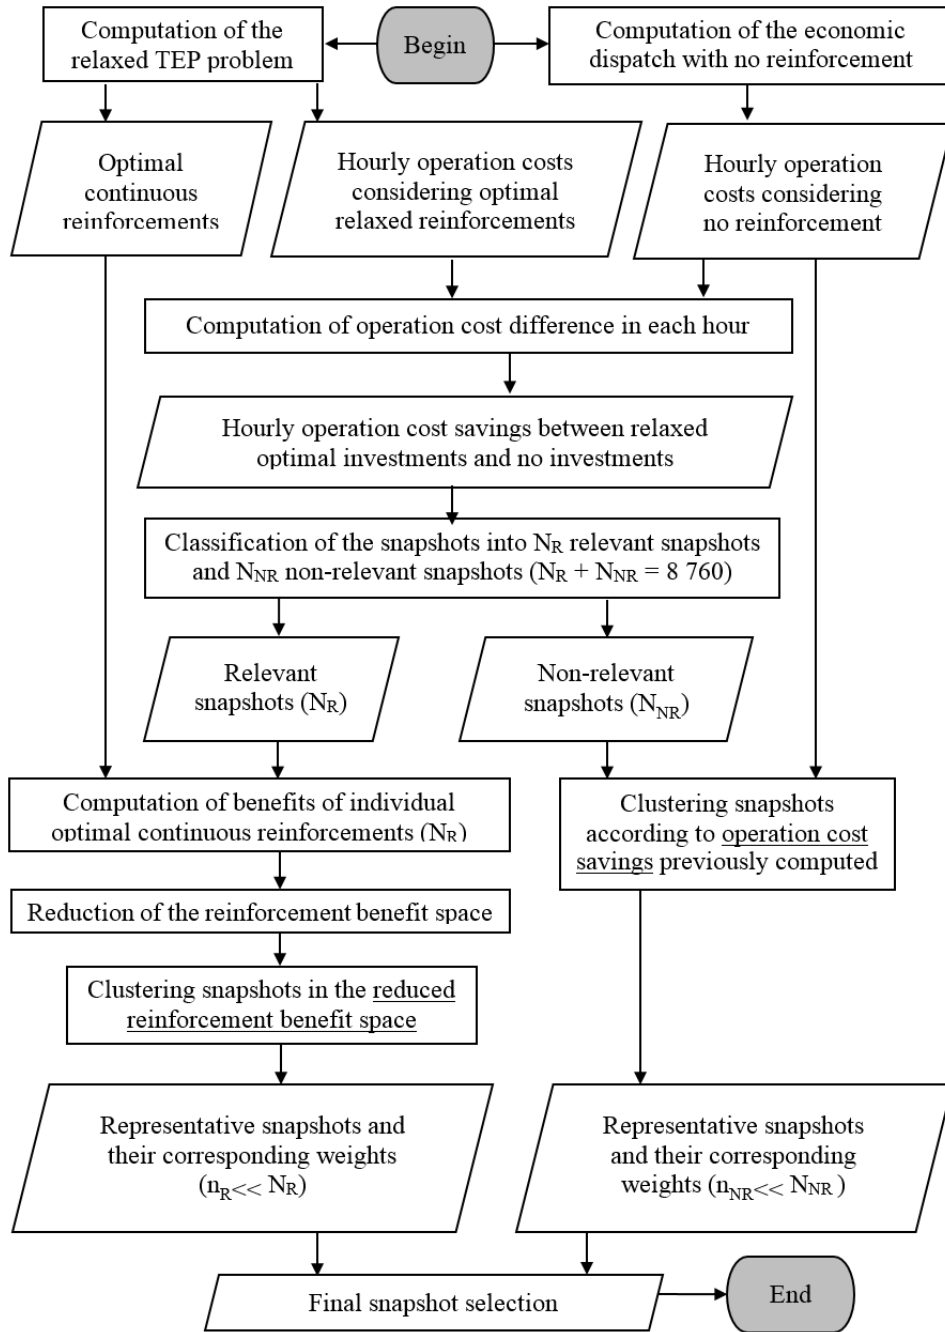 Computation of the
relaxed TEP problem
Begin
Computation of the economic
dispatch with no reinforcement
Optimal
continuous
reinforcements
Hourly operation costs
considering optimal
relaxed reinforcements
Hourly operation
costs considering
no reinforcement
Computation of operation cost difference in each hour
Hourly operation cost savings between relaxed
optimal investments and no investments
Classification of the snapshots into NR relevant snapshots
and NNR non-relevant snapshots (NR + NNR = 8 760)
Relevant
snapshots (NR)
Non-relevant
snapshots (NNR)
Computation of benefits of individual
optimal continuous reinforcements (NR)
Clustering snapshots
according to operation cost
savings previously computed
Reduction of the reinforcement benefit space
Clustering snapshots in the reduced
reinforcement benefit space
Representative snapshots and
their corresponding weights
(nR<< NR)
Representative snapshots
and their corresponding
weights (nNR<< NNR )
Final snapshot selection
End